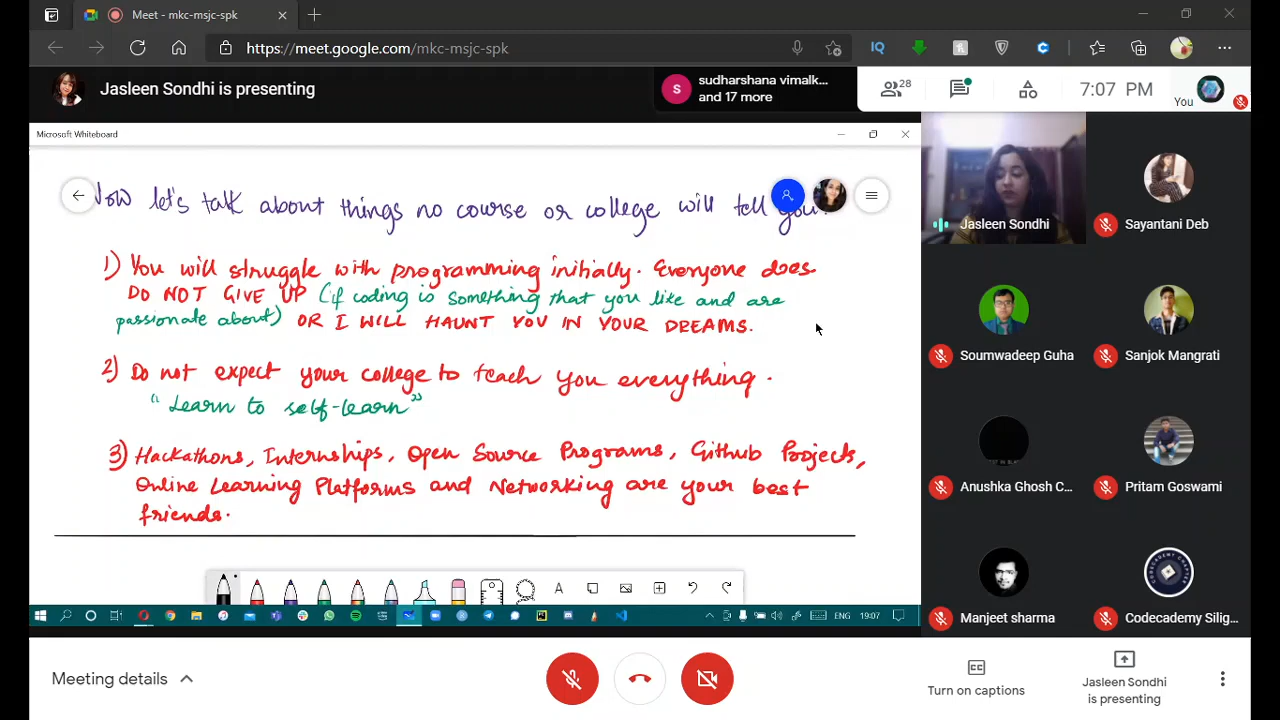 Meet - mkc-msjc-spk
https://meet.google.com/mkc-msjc-spk
IQ
Jasleen Sondhi is presenting
S
sudharshana vimalk...
and 17 more
28
7:07 PM
You
Microsoft Whiteboard
Now let's talk about things no course or college will tell you.
1) You will struggle with programming initially. Everyone does
DO NOT GIVE UP (if coding is something that you like and are
passionate about) OR I WILL HAUNT YOU IN YOUR DREAMS.
2) Do not expect your college to teach you everything.
"Learn to self-learn"
3) Hackathons, Internships, Open Source Programs, Github Projects,
Online Learning Platforms and Networking are your best
friends.
Jasleen Sondhi
Sayantani Deb
Soumwadeep Guha
Sanjok Mangrati
Anushka Ghosh C...
Pritam Goswami
Manjeet sharma
Codecademy Silig...
ENG
19:07
Meeting details
Turn on captions
Jasleen Sondhi
is presenting